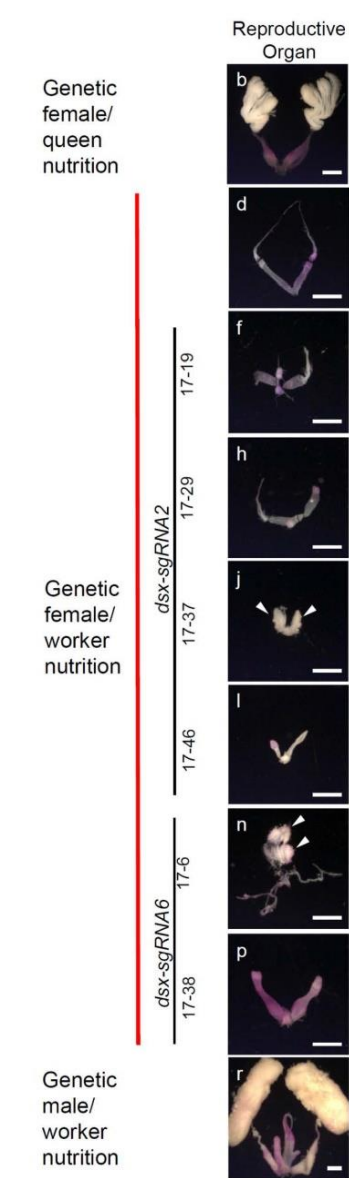 Reproductive
Organ
Genetic
female/
queen
nutrition
b
d
f
17-19
h
17-29
dsx-sgRNA2
Genetic
female/
worker
nutrition
j
17-37
l
17-46
n
17-6
dsx-sgRNA6
p
17-38
Genetic
male/
worker
nutrition
r